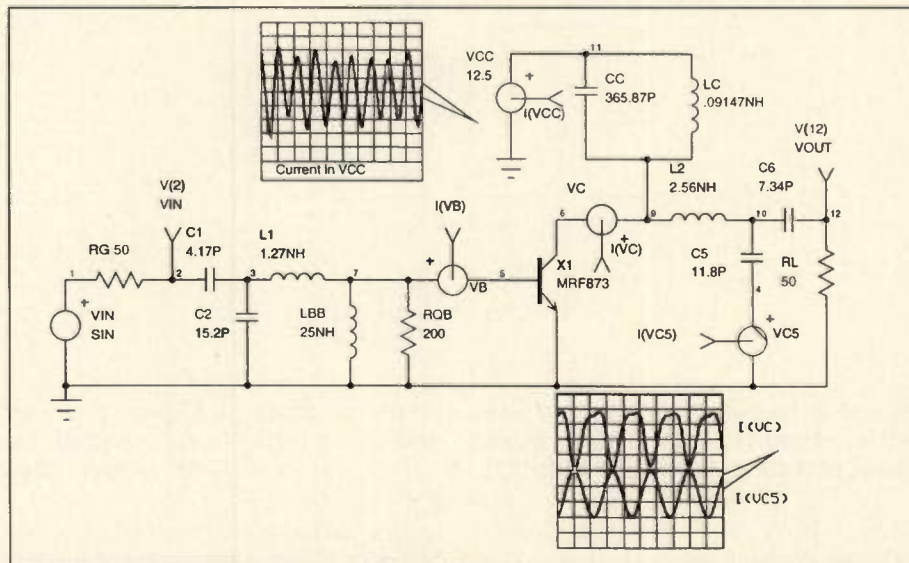 11
VCC
12.5
+
I(VCC)
CC
365.87P
LC
.09147NH
Current in VCC
V(12)
VOUT
L2
2.56NH
C6
7.34P
V(2)
VIN
C1
4.17P
L1
1.27NH
I(VB)
VC
6
9
10
12
RG 50
1
2
3
7
+
5
VB
I(VC)
+
X1
MRF873
C5
11.8P
RL
50
4
+
VIN
SIN
C2
15.2P
LBB
25NH
RQB
200
I(VC5)
+
VC5
I(VC)
I(VC5)